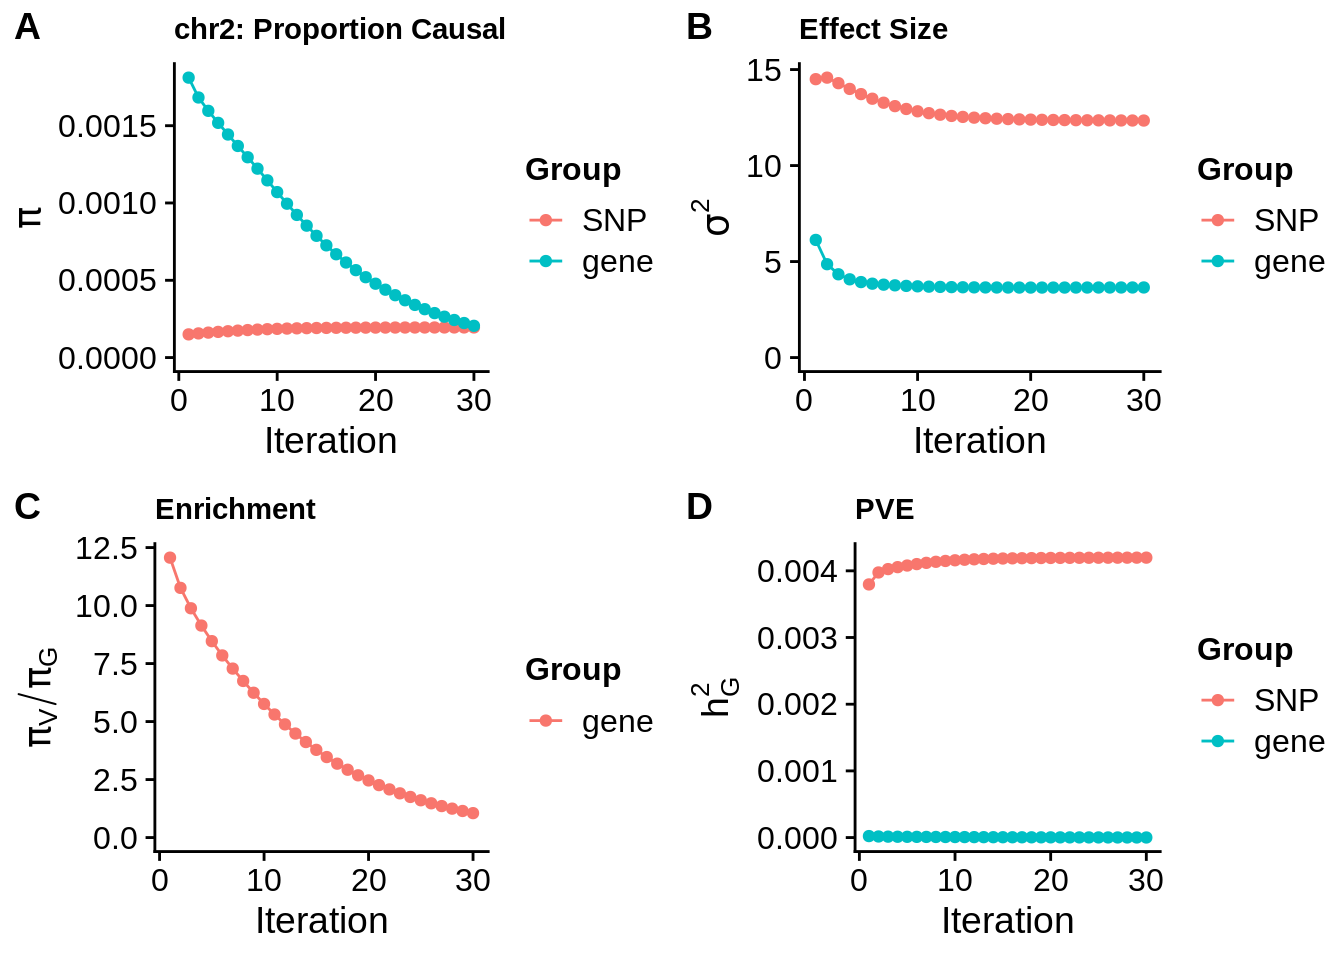 A
chr2: Proportion Causal
0.0015
0.0010
0.0005
0.0000
π
0 10 20 30
Iteration
Group
SNP
gene
B
Effect Size
15
10
5
0
σ²
0 10 20 30
Iteration
Group
SNP
gene
C
Enrichment
12.5
10.0
7.5
5.0
2.5
0.0
π_V/π_G
0 10 20 30
Iteration
Group
gene
D
PVE
0.004
0.003
0.002
0.001
0.000
h²_G
0 10 20 30
Iteration
Group
SNP
gene